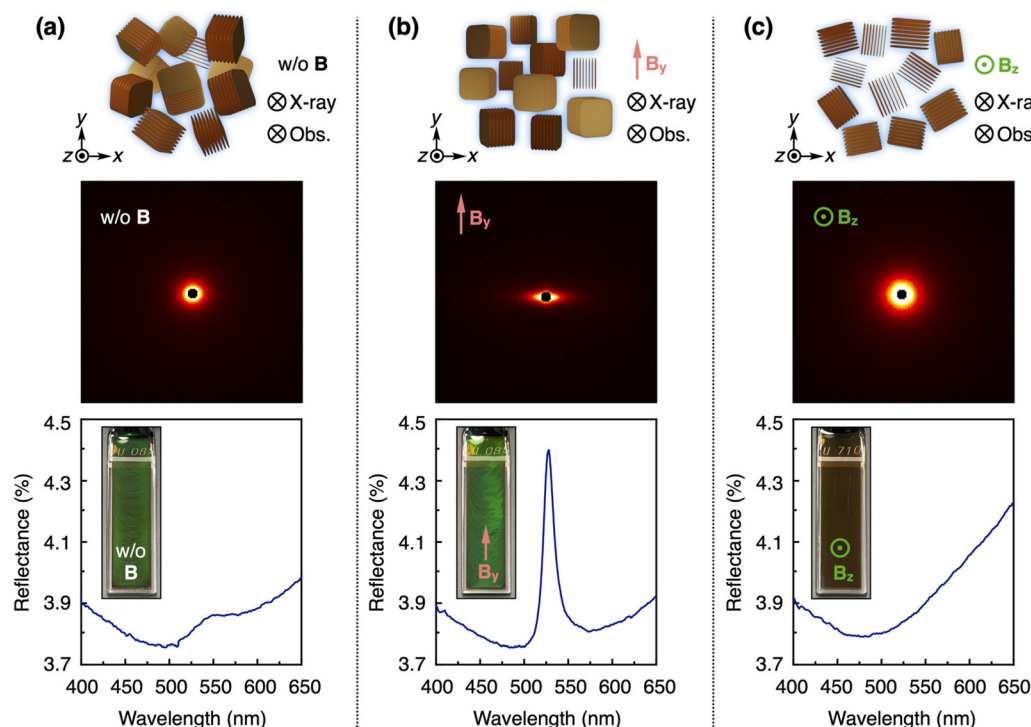 (a)
w/o B
⊗ X-ray
⊗ Obs.
y
z
x
w/o B
4.5
4.3
4.1
3.9
3.7
Reflectance (%)
U 085
w/o
B
400 450 500 550 600 650
Wavelength (nm)
(b)
By
⊗ X-ray
⊗ Obs.
y
z
x
By
4.5
4.3
4.1
3.9
3.7
Reflectance (%)
U 085
By
400 450 500 550 600 650
Wavelength (nm)
(c)
Bz
⊗ X-ra
⊗ Obs.
y
z
x
Bz
4.5
4.3
4.1
3.9
3.7
Reflectance (%)
U 710
Bz
400 450 500 550 600 650
Wavelength (nm)